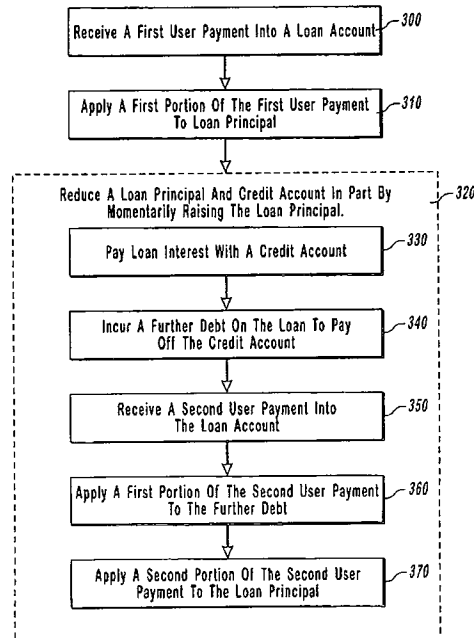 Receive A First User Payment Into A Loan Account
300
Apply A First Portion Of The First User Payment
To Loan Principal
310
Reduce A Loan Principal And Credit Account In Part By
Momentarily Raising The Loan Principal.
320
Pay Loan Interest With A Credit Account
330
Incur A Further Debt On The Loan To Pay
Off The Credit Account
340
Receive A Second User Payment Into
The Loan Account
350
Apply A First Portion Of The Second User Payment
To The Further Debt
360
Apply A Second Portion Of The Second User
Payment To The Loan Principal
370